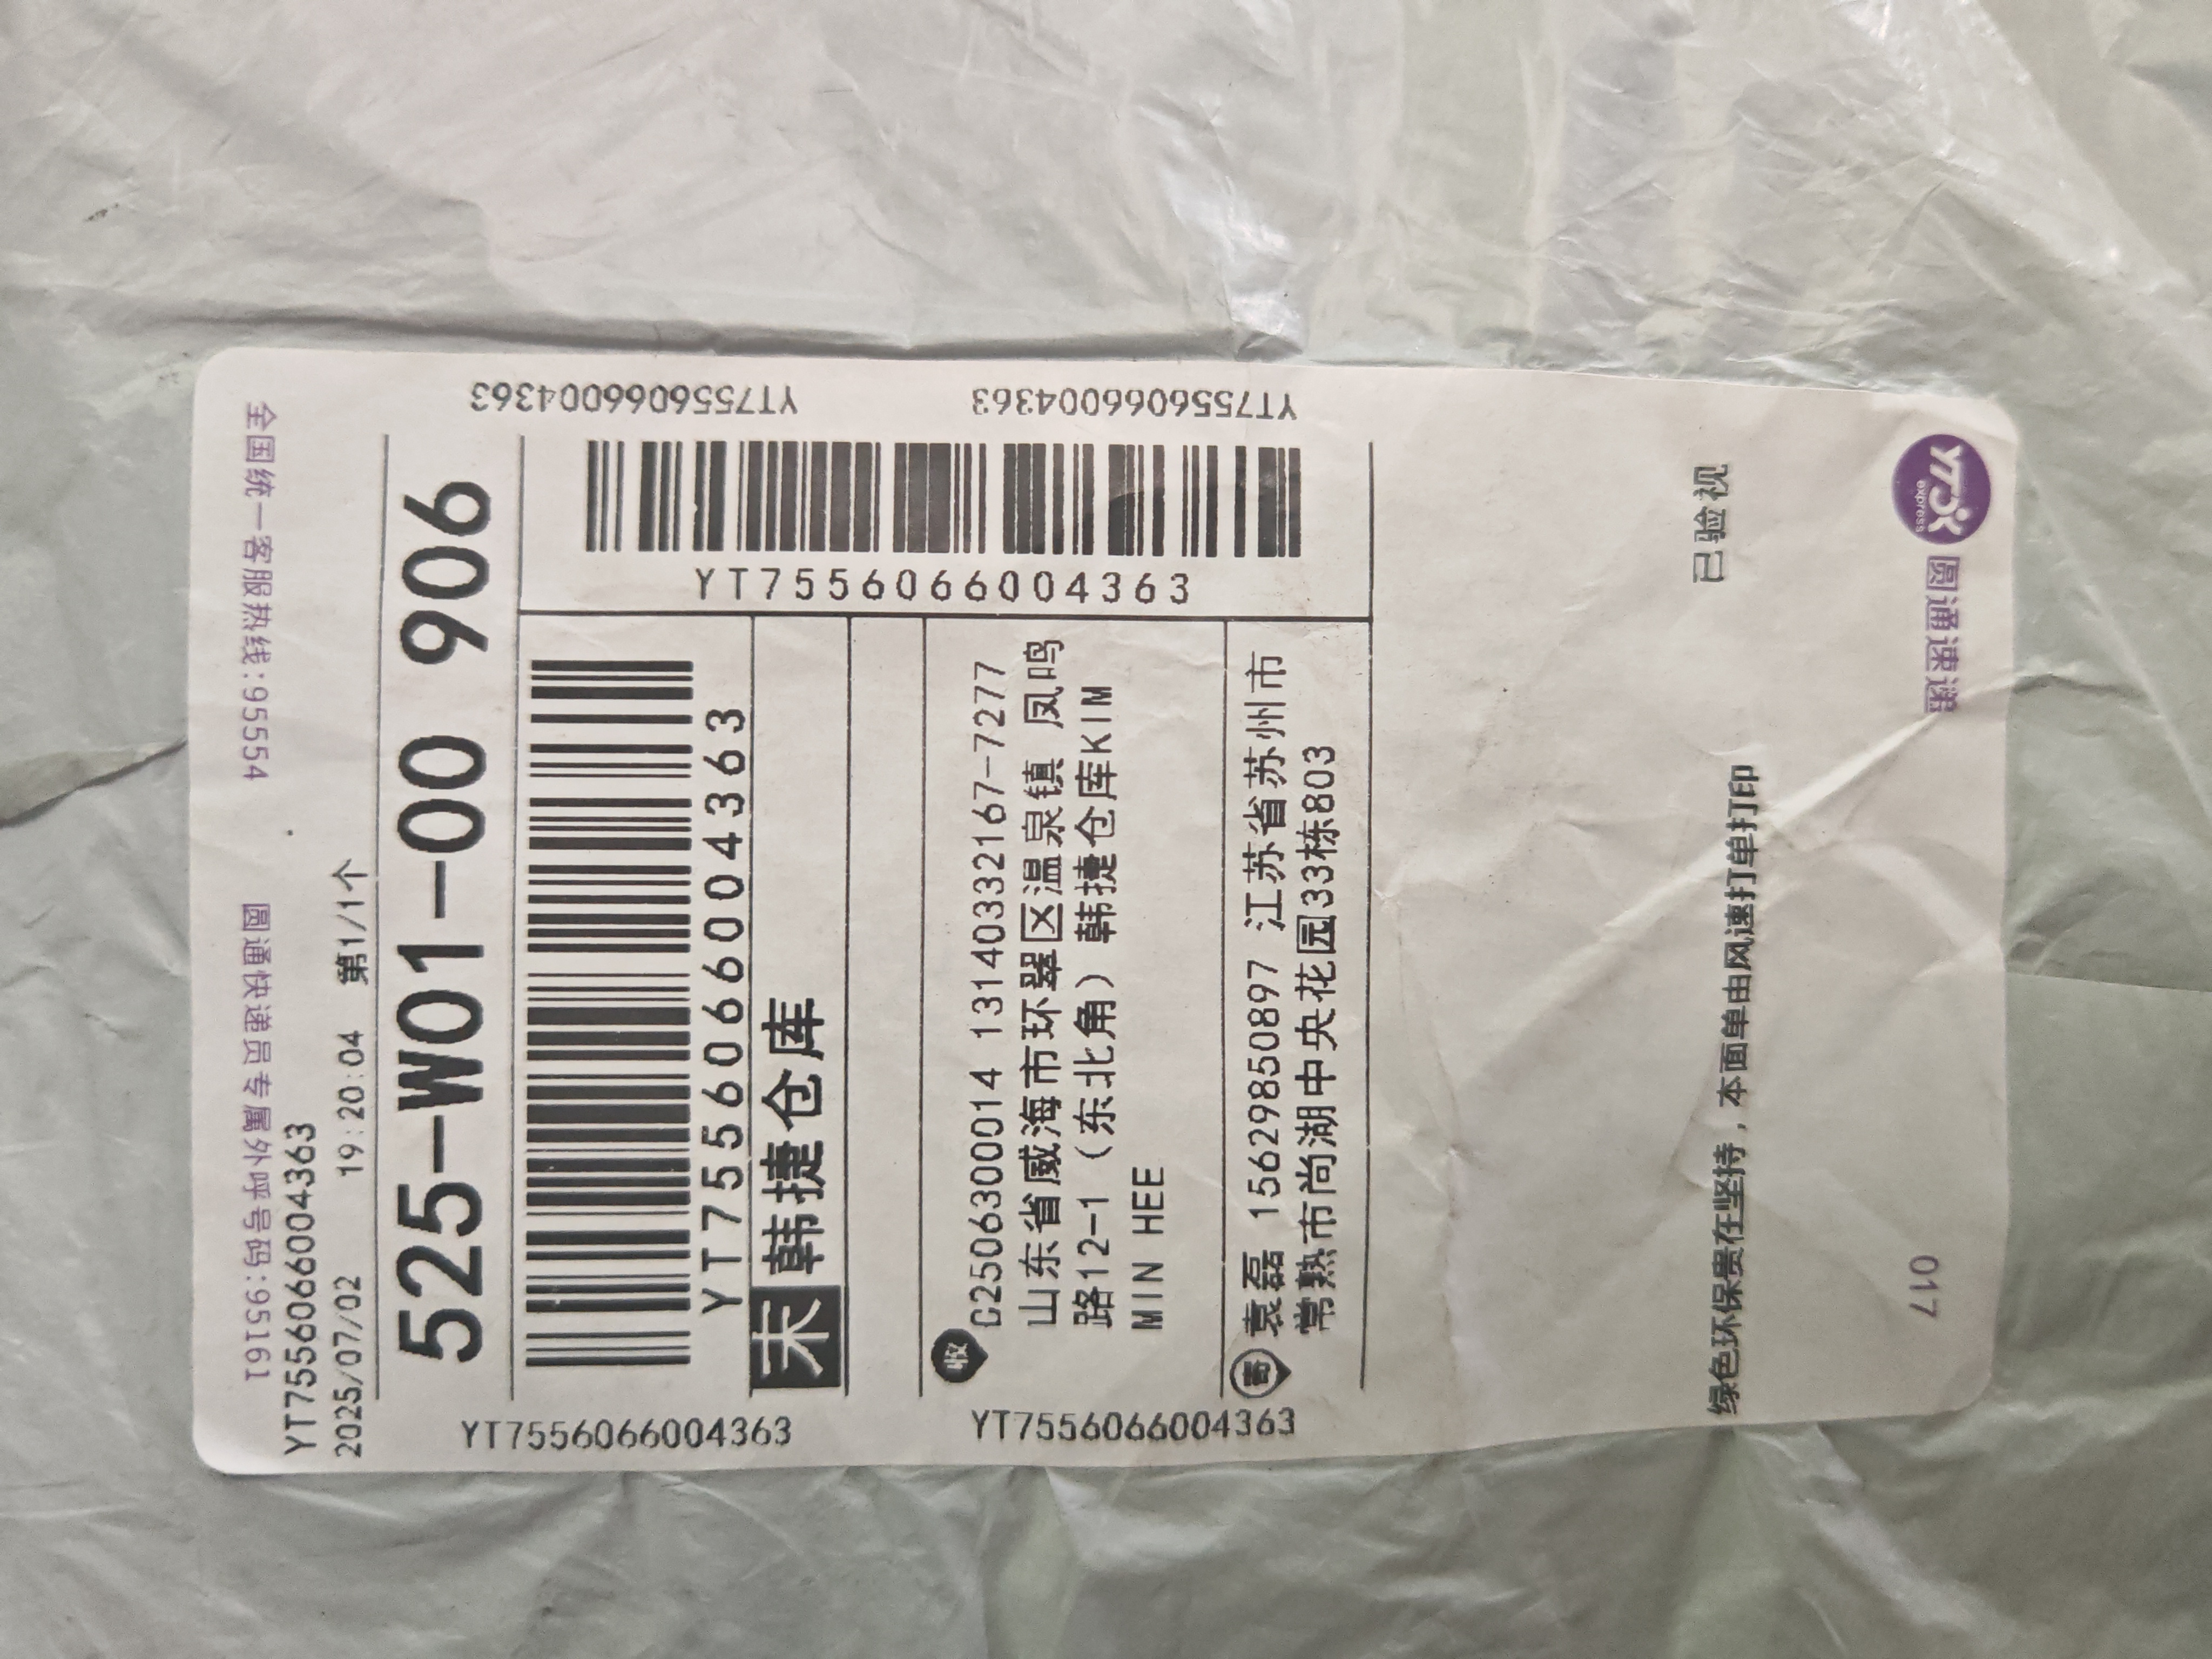 全国统一客服热线:95554 圆通快递员专属外呼号码:95161
YT7556066004363
2025/07/02 19:20:04 第1/1个
525-W01-00 906
YT7556066004363
韩捷仓库
YT7556066004363
YT7556066004363
YT7556066004363
YT7556066004363
YT7556066004363
收
G250630014 13140332167-7277
山东省威海市环翠区温泉镇 凤鸣
路12-1（东北角）韩捷仓库KIM
MIN HEE
寄
袁磊 15629850897 江苏省苏州市
常熟市尚湖中央花园33栋803
已验视
绿色环保贵在坚持，本面单由风速打单打印
017
YTO
express
圆通速递